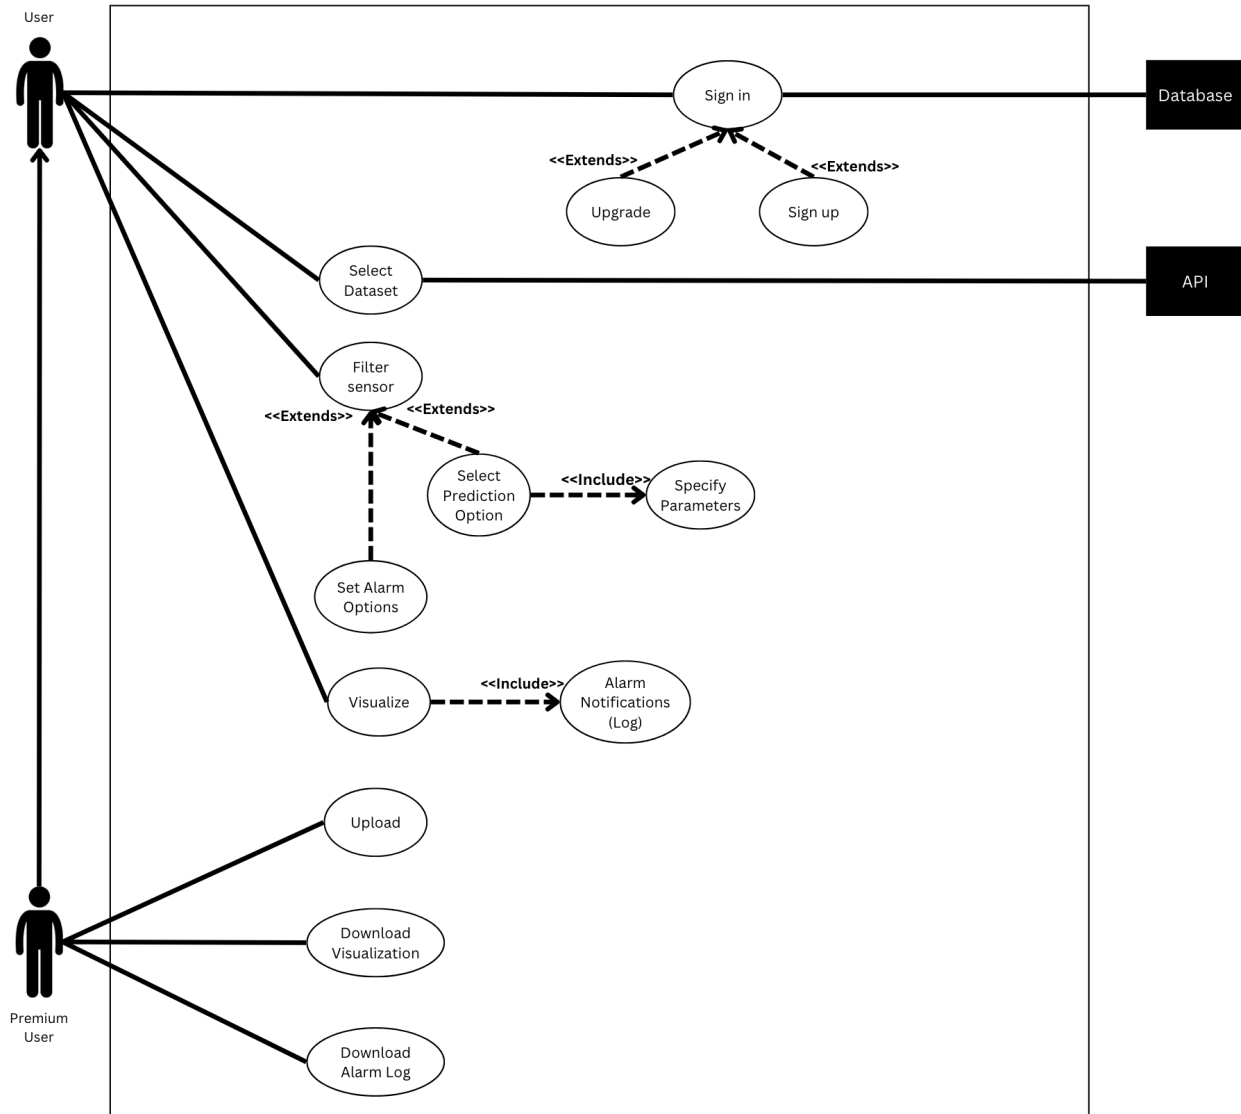 User
Sign in
Database
<<Extends>>
<<Extends>>
Upgrade
Sign up
Select
Dataset
API
Filter
sensor
<<Extends>>
<<Extends>>
Select
Prediction
Option
<<Include>>
Specify
Parameters
Set Alarm
Options
Visualize
<<Include>>
Alarm
Notifications
(Log)
Upload
Download
Visualization
Premium
User
Download
Alarm Log